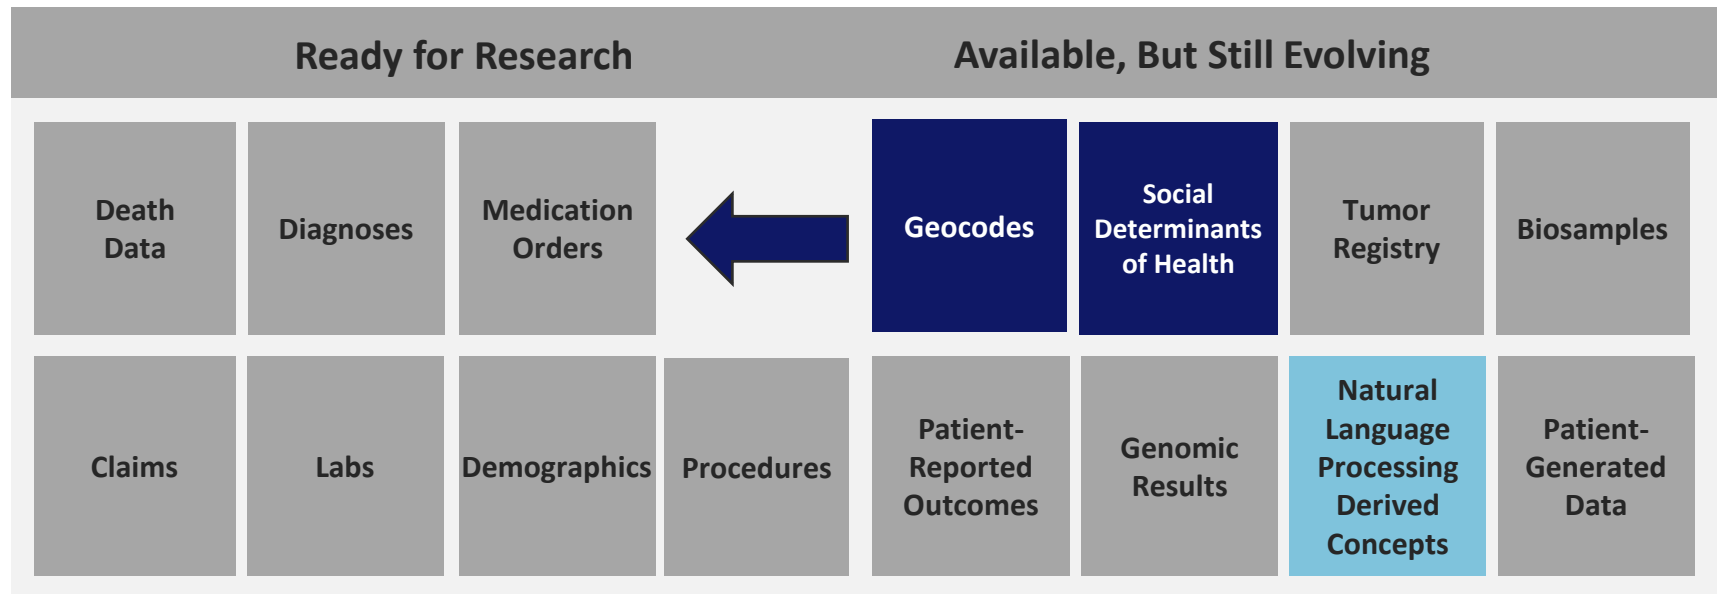 Ready for Research
Available, But Still Evolving
Death
Data
Diagnoses
Medication
Orders
Geocodes
Social
Determinants
of Health
Tumor
Registry
Biosamples
Claims
Labs
Demographics
Procedures
Patient-
Reported
Outcomes
Genomic
Results
Natural
Language
Processing
Derived
Concepts
Patient-
Generated
Data